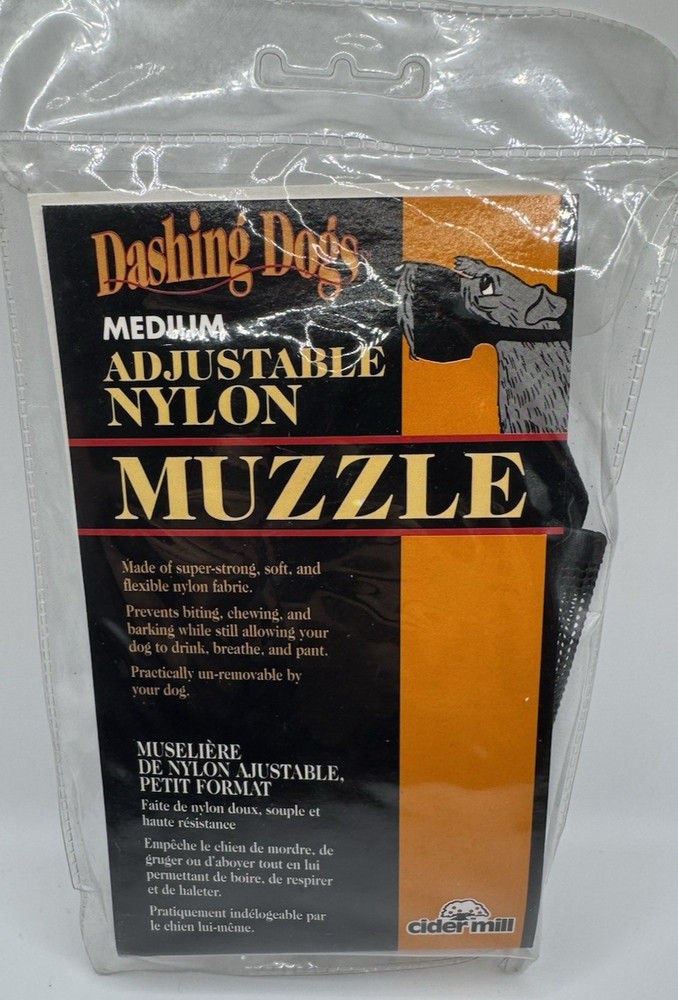 Dashing Dogs
MEDIUM
ADJUSTABLE
NYLON
MUZZLE
Made of super-strong, soft, and
flexible nylon fabric.
Prevents biting, chewing, and
barking while still allowing your
dog to drink, breathe, and pant.
Practically un-removable by
your dog.
MUSELIÈRE
DE NYLON AJUSTABLE,
PETIT FORMAT
Faite de nylon doux, souple et
haute résistance
Empêche le chien de mordre, de
gruger ou d'aboyer tout en lui
permettant de boire, de respirer
et de haleter.
Pratiquement indélogeable par
le chien lui-même.
cider mill